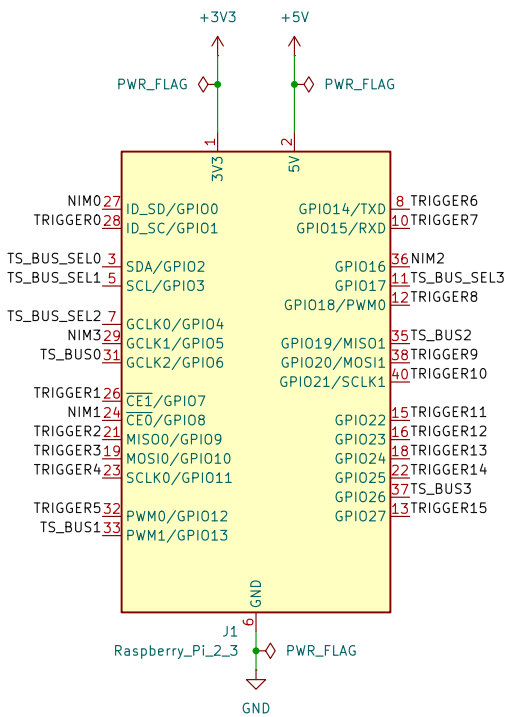 +3V3 +5V
PWR_FLAG PWR_FLAG
1 2
3V3 5V
NIM0 27 ID_SD/GPIO0 GPIO14/TXD 8 TRIGGER6
TRIGGER0 28 ID_SC/GPIO1 GPIO15/RXD 10 TRIGGER7
TS_BUS_SEL0 3 SDA/GPIO2 GPIO16 36 NIM2
TS_BUS_SEL1 5 SCL/GPIO3 GPIO17 11 TS_BUS_SEL3
GPIO18/PWM0 12 TRIGGER8
TS_BUS_SEL2 7 GCLK0/GPIO4
NIM3 29 GCLK1/GPIO5 GPIO19/MISO1 35 TS_BUS2
TS_BUS0 31 GCLK2/GPIO6 GPIO20/MOSI1 38 TRIGGER9
GPIO21/SCLK1 40 TRIGGER10
TRIGGER1 26 CE1/GPIO7
NIM1 24 CE0/GPIO8 GPIO22 15 TRIGGER11
TRIGGER2 21 MISO0/GPIO9 GPIO23 16 TRIGGER12
TRIGGER3 19 MOSI0/GPIO10 GPIO24 18 TRIGGER13
TRIGGER4 23 SCLK0/GPIO11 GPIO25 22 TRIGGER14
GPIO26 37 TS_BUS3
TRIGGER5 32 PWM0/GPIO12 GPIO27 13 TRIGGER15
TS_BUS1 33 PWM1/GPIO13
GND
6
J1
Raspberry_Pi_2_3 PWR_FLAG
GND